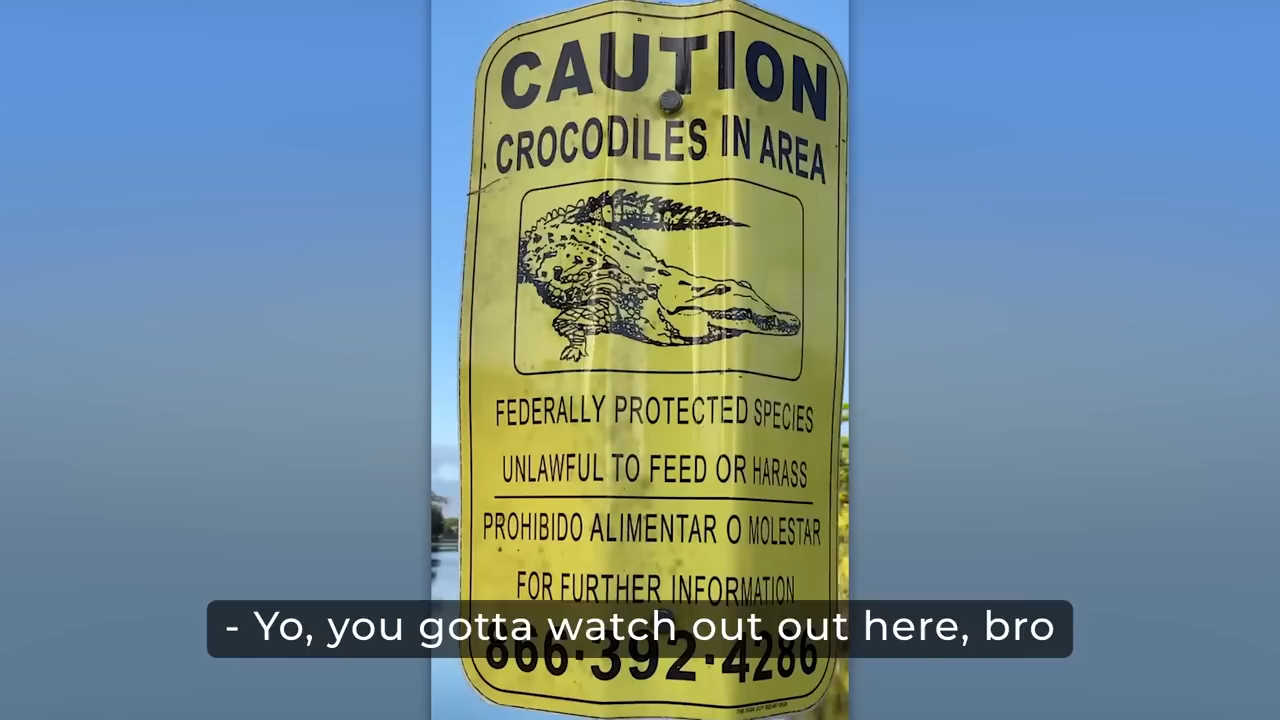 CAUTION
CROCODILES IN AREA
FEDERALLY PROTECTED SPECIES
UNLAWFUL TO FEED OR HARASS
PROHIBIDO ALIMENTAR O MOLESTAR
FOR FURTHER INFORMATION
- Yo, you gotta watch out out here, bro
866·392·4286